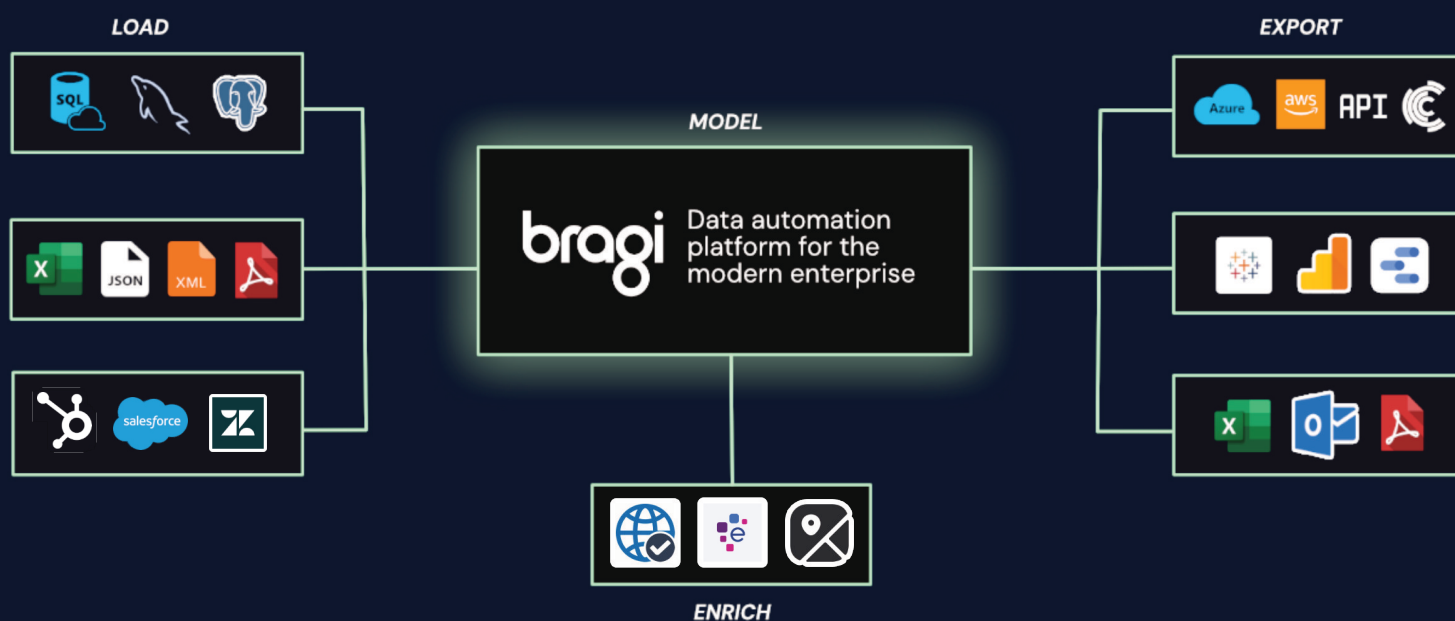 LOAD
EXPORT
SQL
Azure
aws
API
MODEL
bragi
Data automation
platform for the
modern enterprise
X
JSON
XML
salesforce
X
O
e
ENRICH